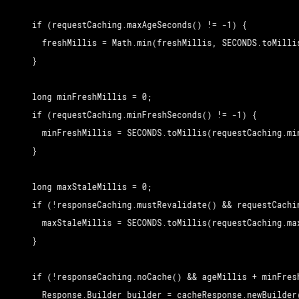 if (requestCaching.maxAgeSeconds() != -1) {
freshMillis = Math.min(freshMillis, SECONDS.toMillis
}
long minFreshMillis = 0;
if (requestCaching.minFreshSeconds() != -1) {
minFreshMillis = SECONDS.toMillis(requestCaching.min
}
long maxStaleMillis = 0;
if (!responseCaching.mustRevalidate() && requestCachin
maxStaleMillis = SECONDS.toMillis(requestCaching.max
}
if (!responseCaching.noCache() && ageMillis + minFresh
Response.Builder builder = cacheResponse.newBuilder(